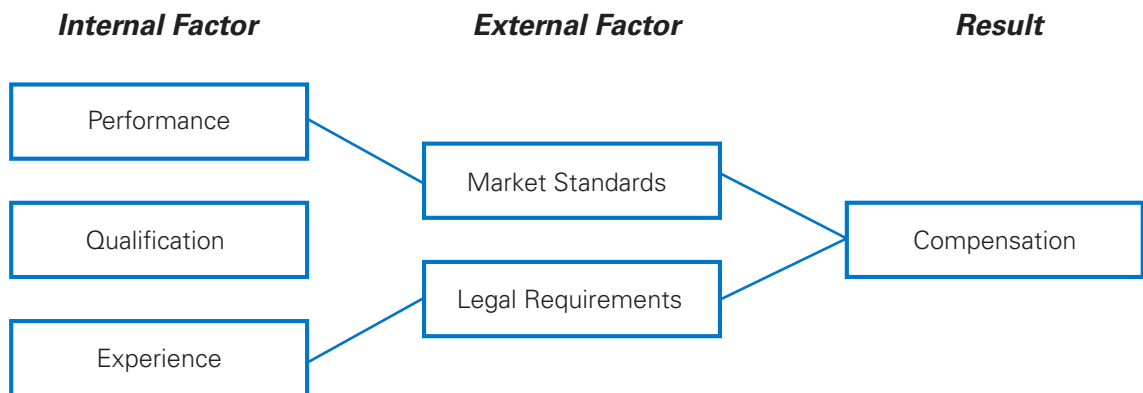 Internal Factor
External Factor
Result
Performance
Market Standards
Qualification
Compensation
Legal Requirements
Experience